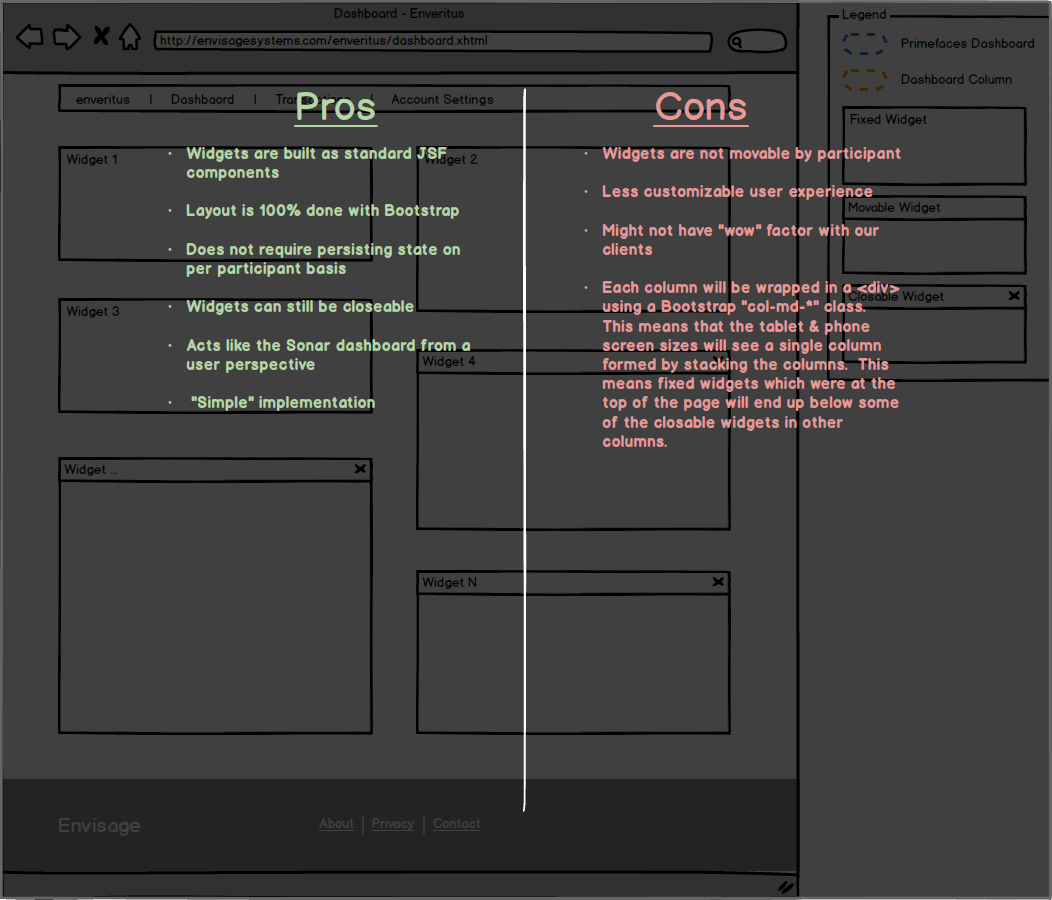 Dashboard - Enveritus
http://envisagesystems.com/enveritus/dashboard.xhtml
enveritus | Dashbaord | Transactions | Account Settings
Pros
· Widgets are built as standard JSF
components
· Layout is 100% done with Bootstrap
· Does not require persisting state on
per participant basis
· Widgets can still be closeable
· Acts like the Sonar dashboard from a
user perspective
· "Simple" implementation
Cons
· Widgets are not movable by participant
· Less customizable user experience
· Might not have "wow" factor with our
clients
· Each column will be wrapped in a <div>
using a Bootstrap "col-md-*" class.
This means that the tablet & phone
screen sizes will see a single column
formed by stacking the columns.  This
means fixed widgets which were at the
top of the page will end up below some
of the closable widgets in other
columns.
Widget 1
Widget 2
Widget 3
Widget 4
Widget ...
Widget N
Legend
Primefaces Dashboard
Dashboard Column
Fixed Widget
Movable Widget
Closable Widget
Envisage
About | Privacy | Contact